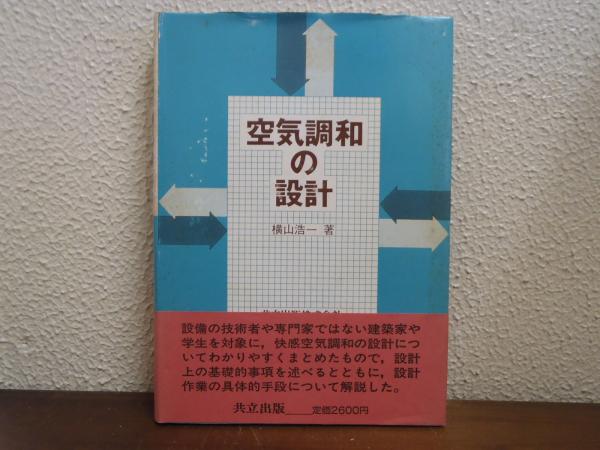 空気調和
の
設計
横山浩一 著
設備の技術者や専門家ではない建築家や
学生を対象に，快感空気調和の設計につ
いてわかりやすくまとめたもので，設計
上の基礎的事項を述べるとともに，設計
作業の具体的手段について解説した。
共立出版 定価2600円